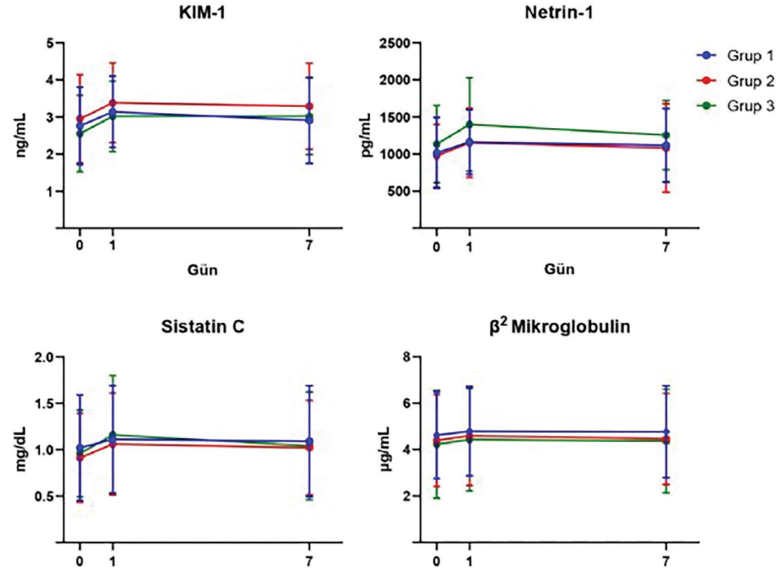 KIM-1
5
4
3
2
1
ng/mL
0
1
7
Gün
Netrin-1
2500
2000
1500
1000
500
pg/mL
0
1
7
Gün
Grup 1
Grup 2
Grup 3
Sistatin C
2.0
1.5
1.0
0.5
mg/dL
0
1
7
β² Mikroglobulin
8
6
4
2
µg/mL
0
1
7